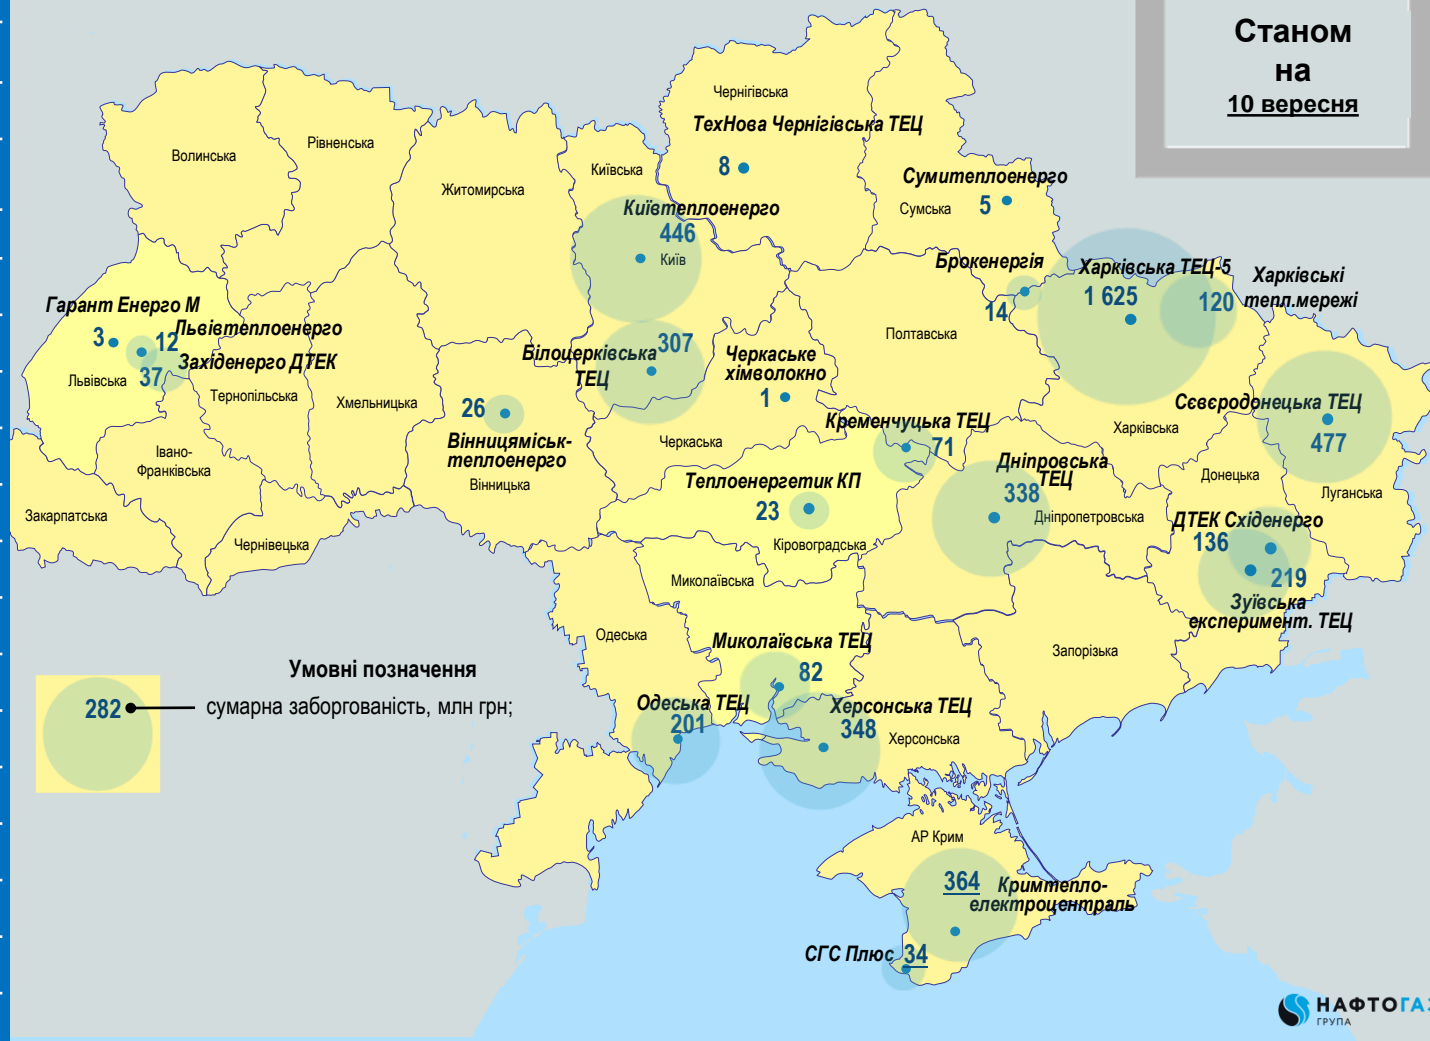 Станом
на
10 вересня
Чернігівська
ТехНова Чернігівська ТЕЦ
8
Волинська
Рівненська
Житомирська
Київська
Київтеплоенерго
446
Київ
Сумитеплоенерго
Сумська
5
Брокенергія
14
Харківська ТЕЦ-5
1 625
120
Харківські
тепл.мережі
Гарант Енерго М
3
12
Львівтеплоенерго
Західенерго ДТЕК
37
Львівська
Тернопільська
Хмельницька
Білоцерківська
ТЕЦ
307
Черкаське
хімволокно
1
Полтавська
26
Вінницяміськ-
теплоенерго
Вінницька
Черкаська
Кременчуцька ТЕЦ
71
Сєвєродонецька ТЕЦ
477
Харківська
Луганська
Івано-
Франківська
Закарпатська
Чернівецька
Теплоенергетик КП
23
Кіровоградська
Дніпровська
ТЕЦ
338
Дніпропетровська
Донецька
ДТЕК Східенерго
136
219
Зуївська
експеримент. ТЕЦ
Миколаївська
Одеська
Запорізька
Миколаївська ТЕЦ
82
Одеська ТЕЦ
201
Херсонська ТЕЦ
348
Херсонська
Умовні позначення
282
сумарна заборгованість, млн грн;
АР Крим
364
Кримтепло-
електроцентраль
СГС Плюс
34
НАФТОГАЗ
ГРУПА